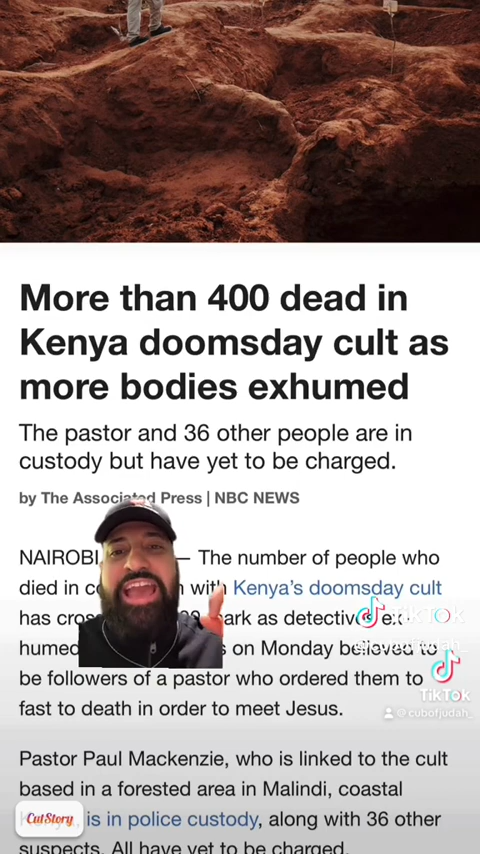 More than 400 dead in
Kenya doomsday cult as
more bodies exhumed
The pastor and 36 other people are in
custody but have yet to be charged.
by The Associated Press | NBC NEWS
NAIROBI — The number of people who
died in with Kenya's doomsday cult
has ark as detectives ex-
humed on Monday believed to
be followers of a pastor who ordered them to
fast to death in order to meet Jesus.
TikTok
TikTok
@cubofjudah_
Pastor Paul Mackenzie, who is linked to the cult
based in a forested area in Malindi, coastal
is in police custody, along with 36 other
suspects. All have yet to be charged.
CutStory